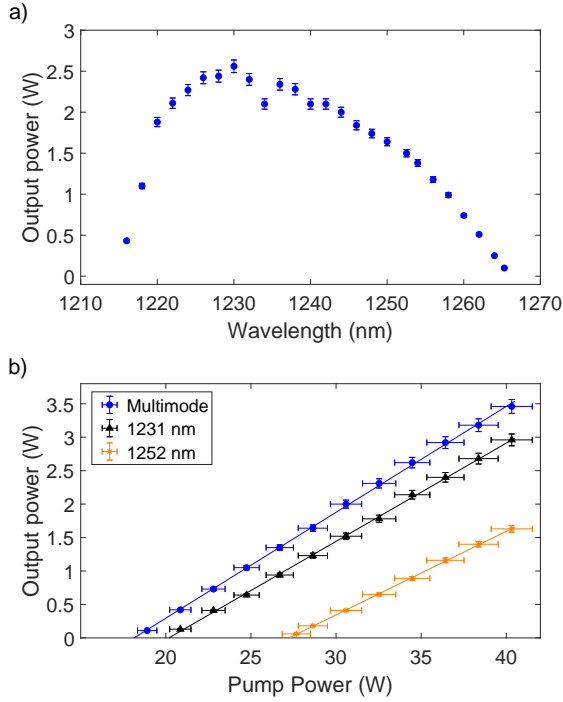 a)
Output power (W)
3
2.5
2
1.5
1
0.5
0
1210 1220 1230 1240 1250 1260 1270
Wavelength (nm)
b)
Output power (W)
3.5
3
2.5
2
1.5
1
0.5
0
Multimode
1231 nm
1252 nm
20 25 30 35 40
Pump Power (W)